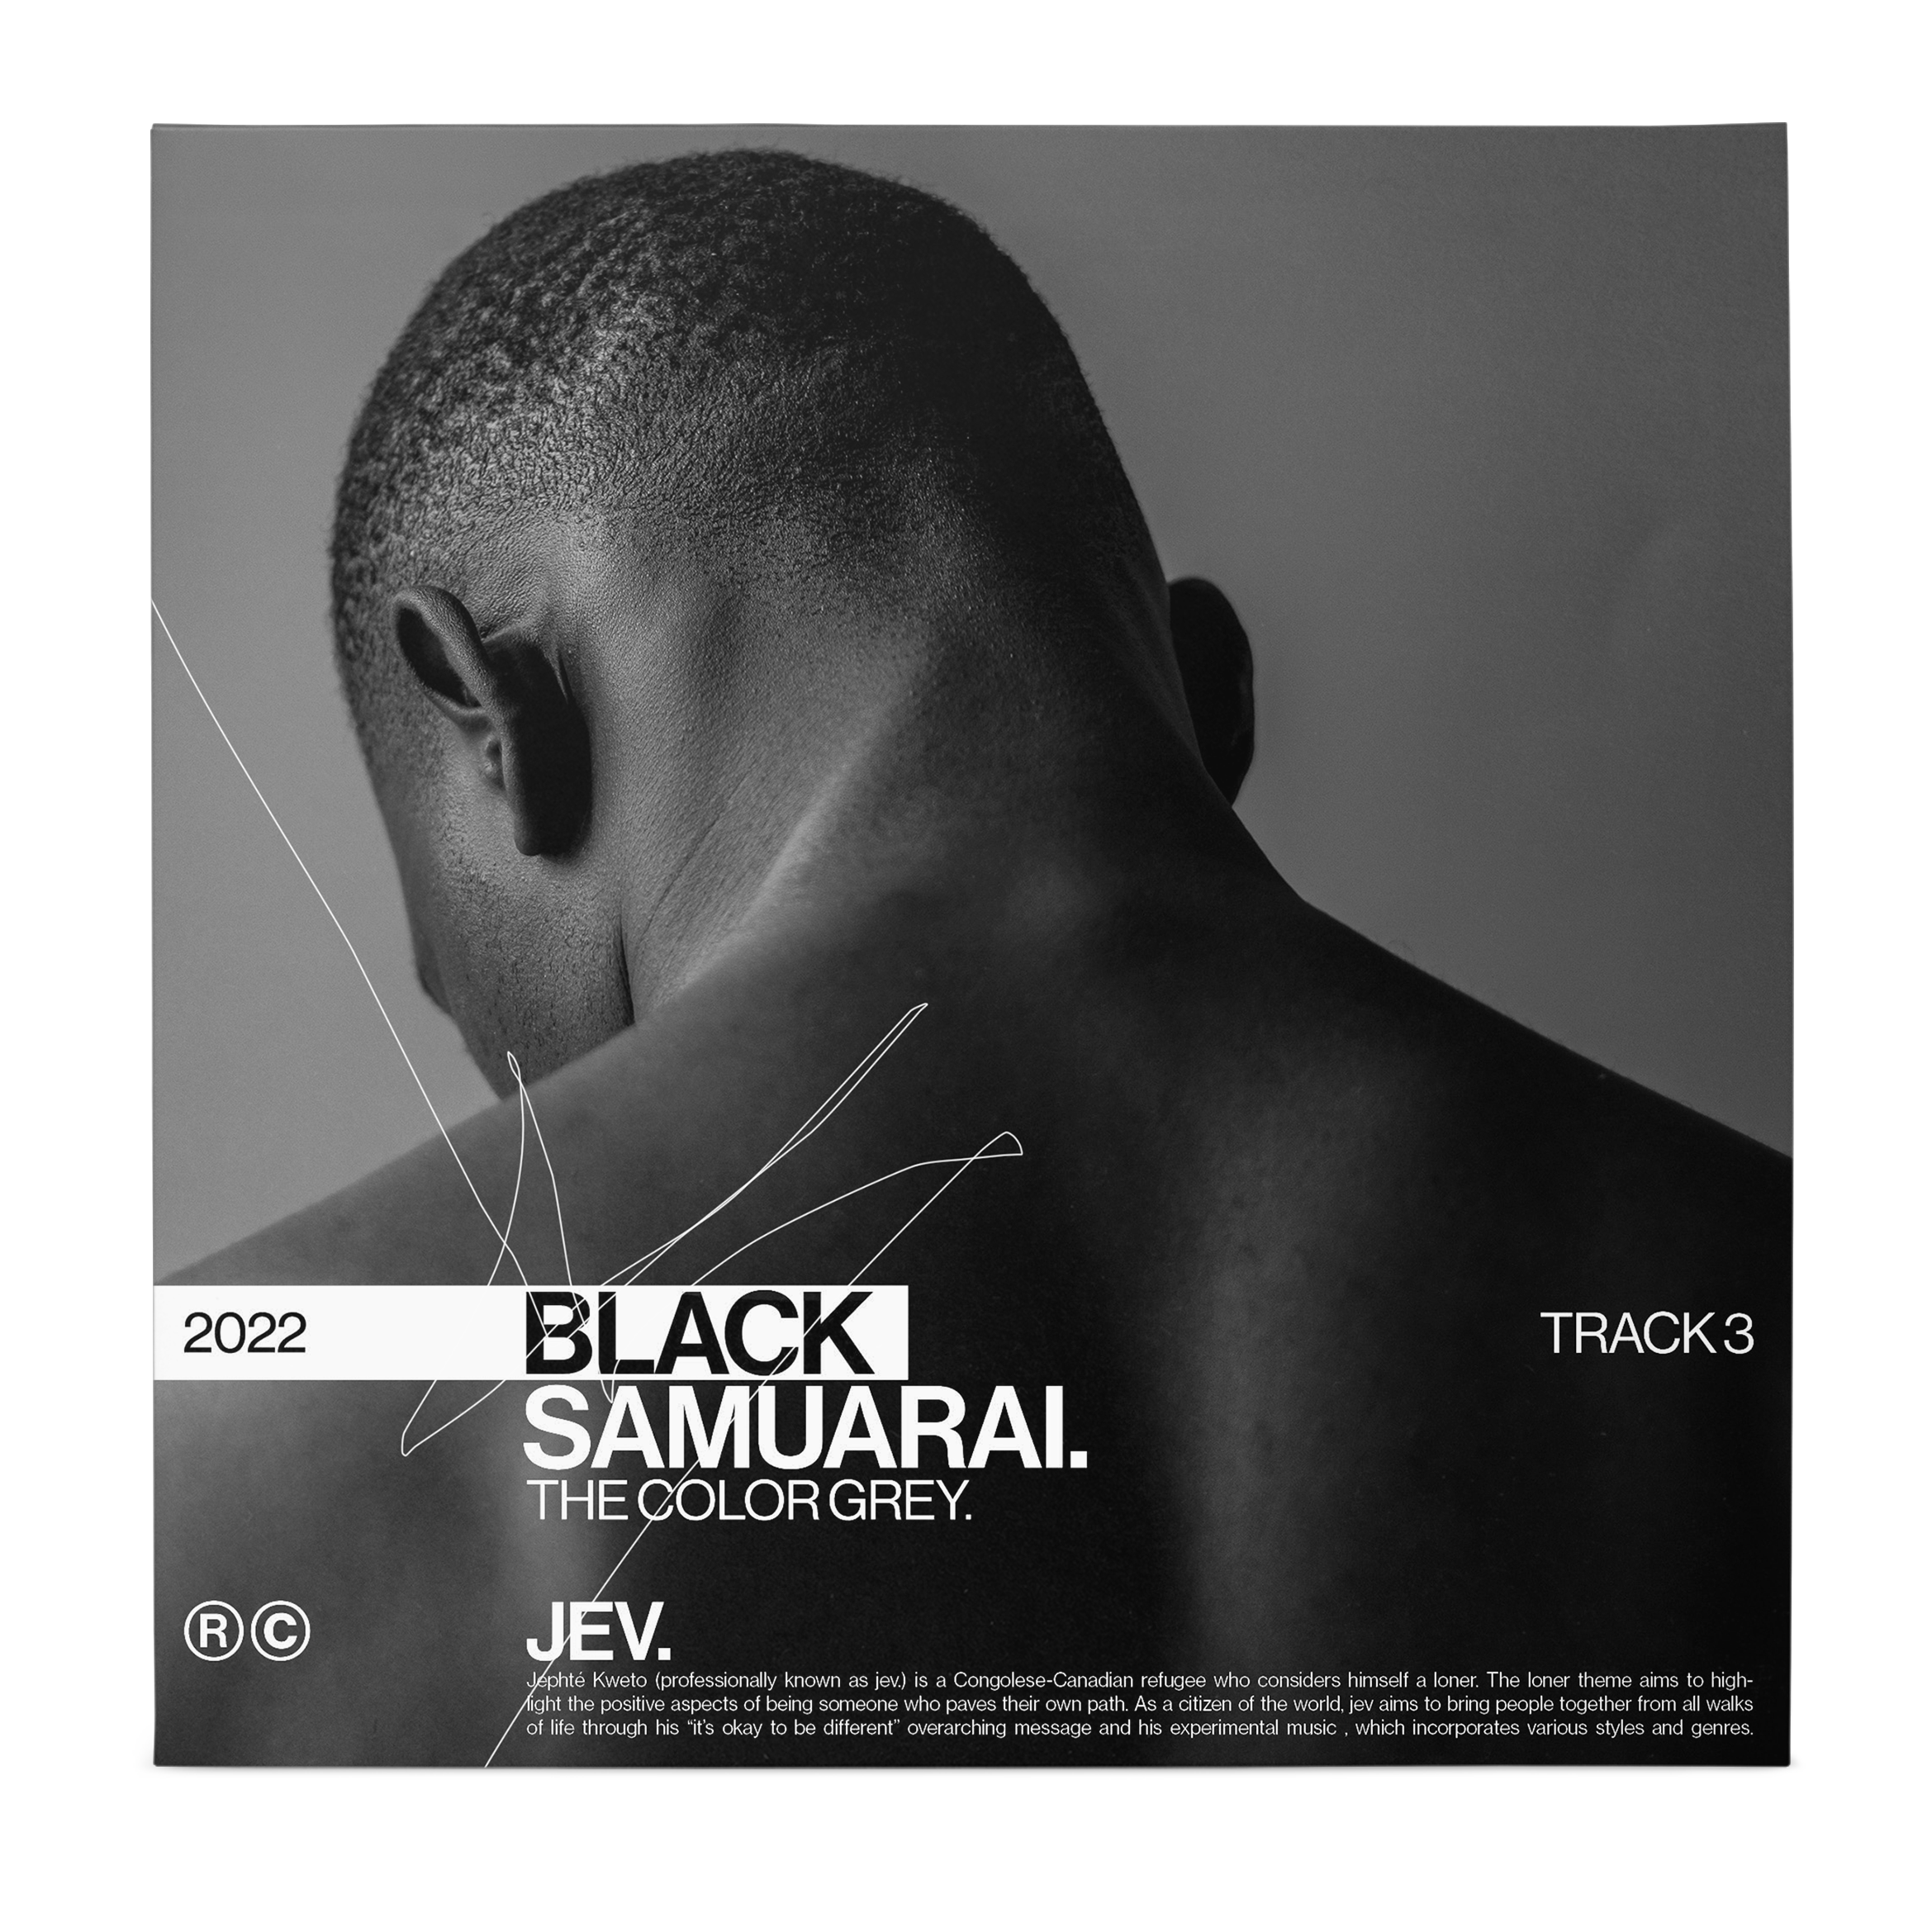 2022
BLACK
TRACK 3
SAMUARAI.
THE COLOR GREY.
® ©
JEV.
Jephté Kweto (professionally known as jev.) is a Congolese-Canadian refugee who considers himself a loner. The loner theme aims to high-
light the positive aspects of being someone who paves their own path. As a citizen of the world, jev aims to bring people together from all walks
of life through his “it’s okay to be different” overarching message and his experimental music , which incorporates various styles and genres.